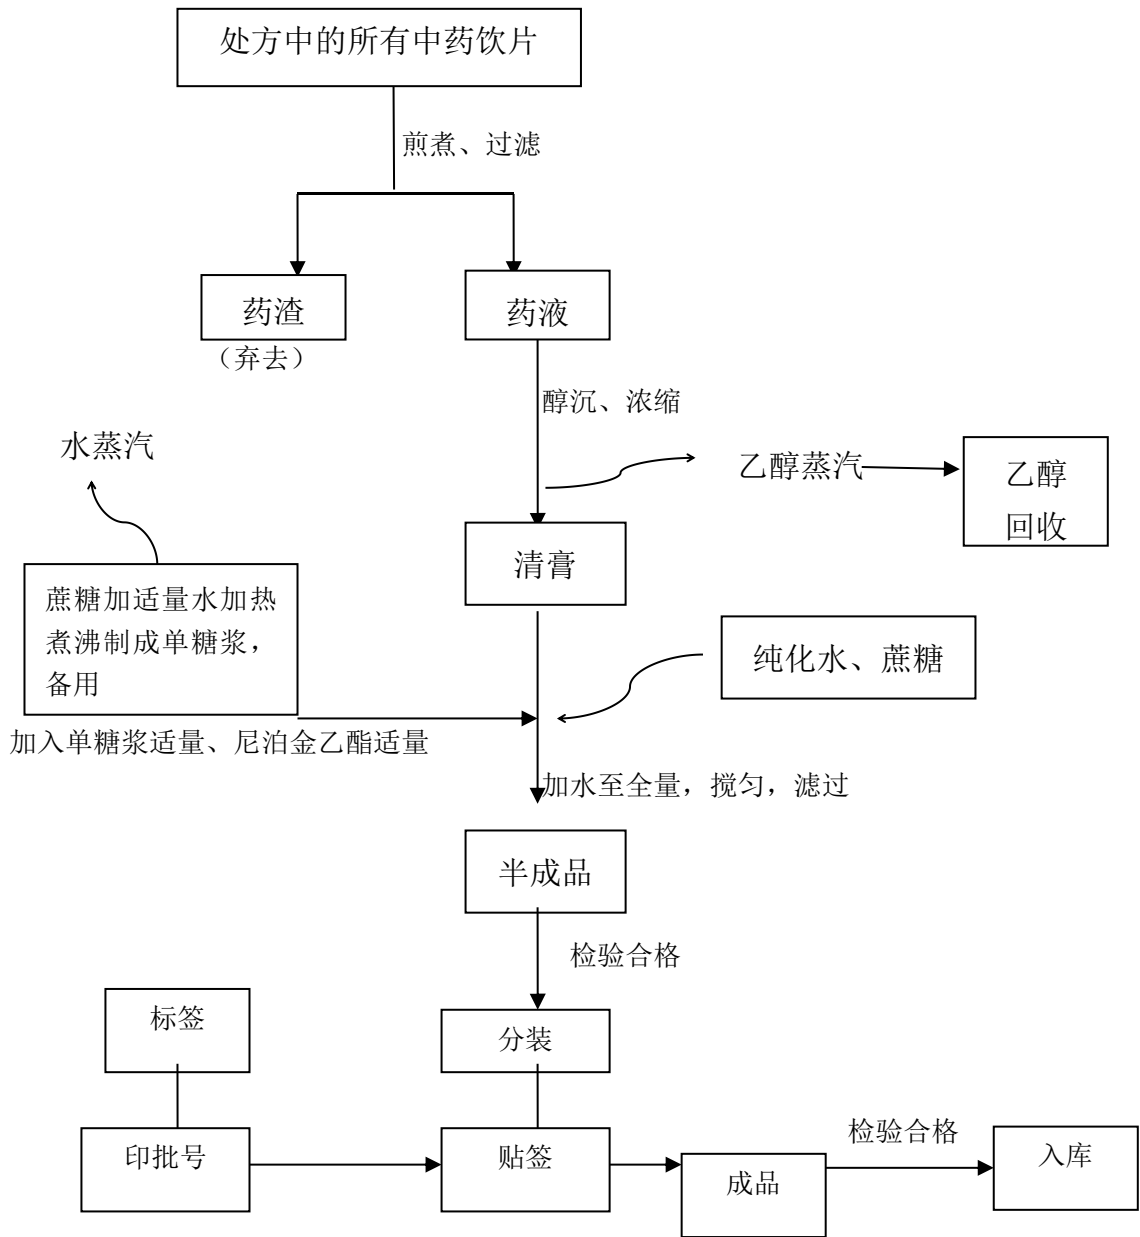 处方中的所有中药饮片
煎煮、过滤
药渣
药液
（弃去）
醇沉、浓缩
水蒸汽
乙醇蒸汽
乙醇
回收
清膏
蔗糖加适量水加热
煮沸制成单糖浆，
备用
纯化水、蔗糖
加入单糖浆适量、尼泊金乙酯适量
加水至全量，搅匀，滤过
半成品
检验合格
标签
分装
印批号
贴签
成品
检验合格
入库